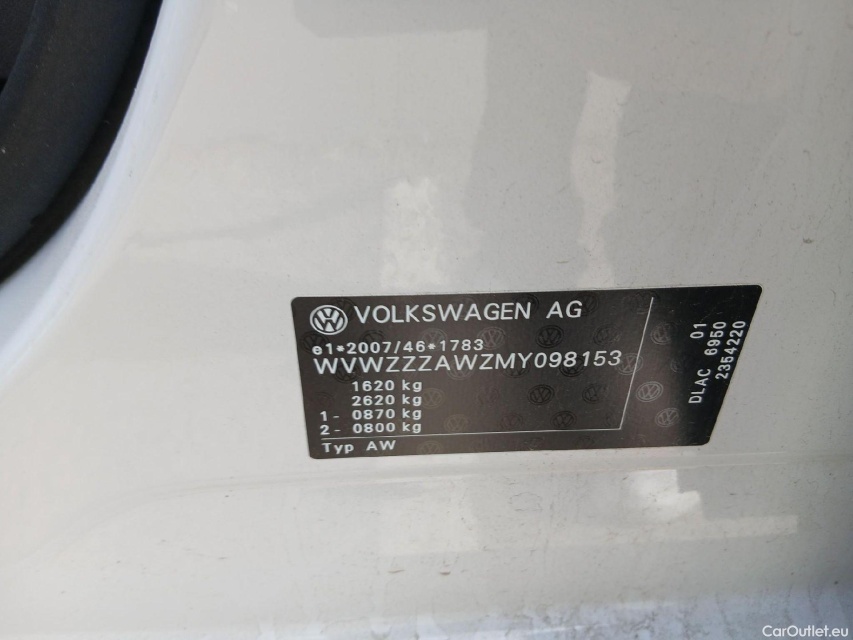 VOLKSWAGEN AG
e1*2007/46*1783
WVWZZZAWZMY098153
1620 kg
2620 kg
1- 0870 kg
2- 0800 kg
Typ AW
01
DLAC 6950
2354220
CarOutlet.eu